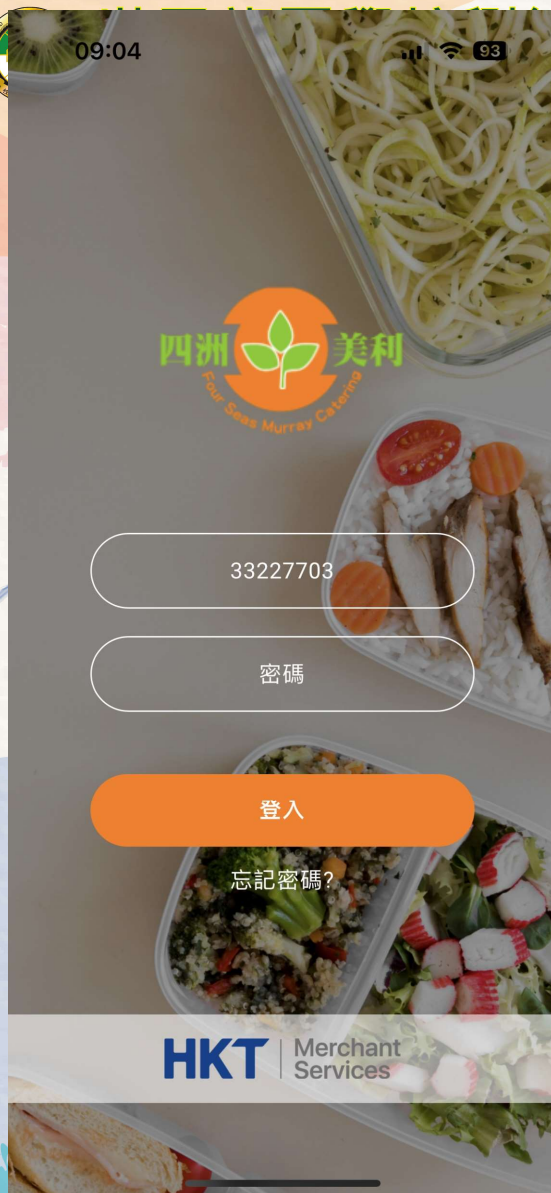 09:04
93
四洲 美利
Four Seas Murray Catering
33227703
密碼
登入
忘記密碼?
HKT | Merchant Services